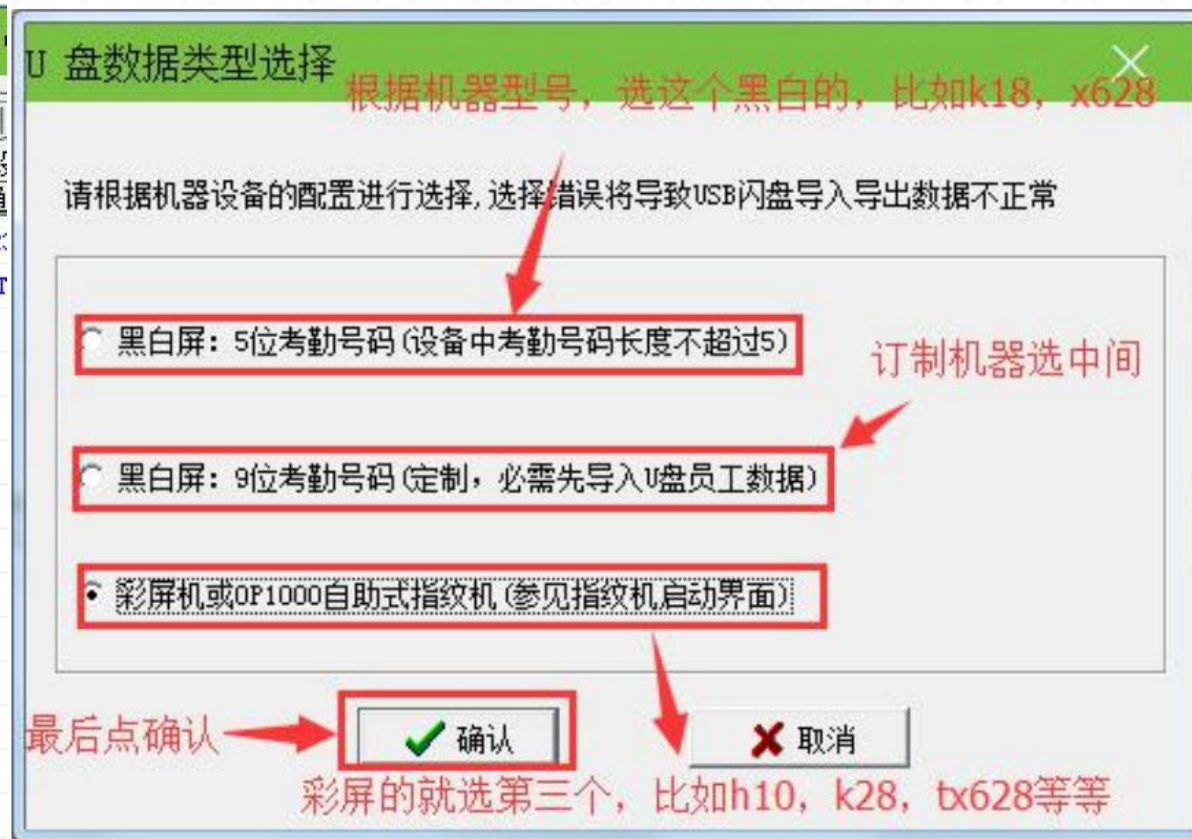 U 盘数据类型选择
根据机器型号，选这个黑白的，比如k18，x628
请根据机器设备的配置进行选择,选择错误将导致USB闪盘导入导出数据不正常
黑白屏：5位考勤号码(设备中考勤号码长度不超过5)
订制机器选中间
黑白屏：9位考勤号码(定制，必需先导入U盘员工数据)
彩屏机或OP1000自助式指纹机(参见指纹机启动界面)
最后点确认
确认
取消
彩屏的就选第三个，比如h10，k28，tx628等等